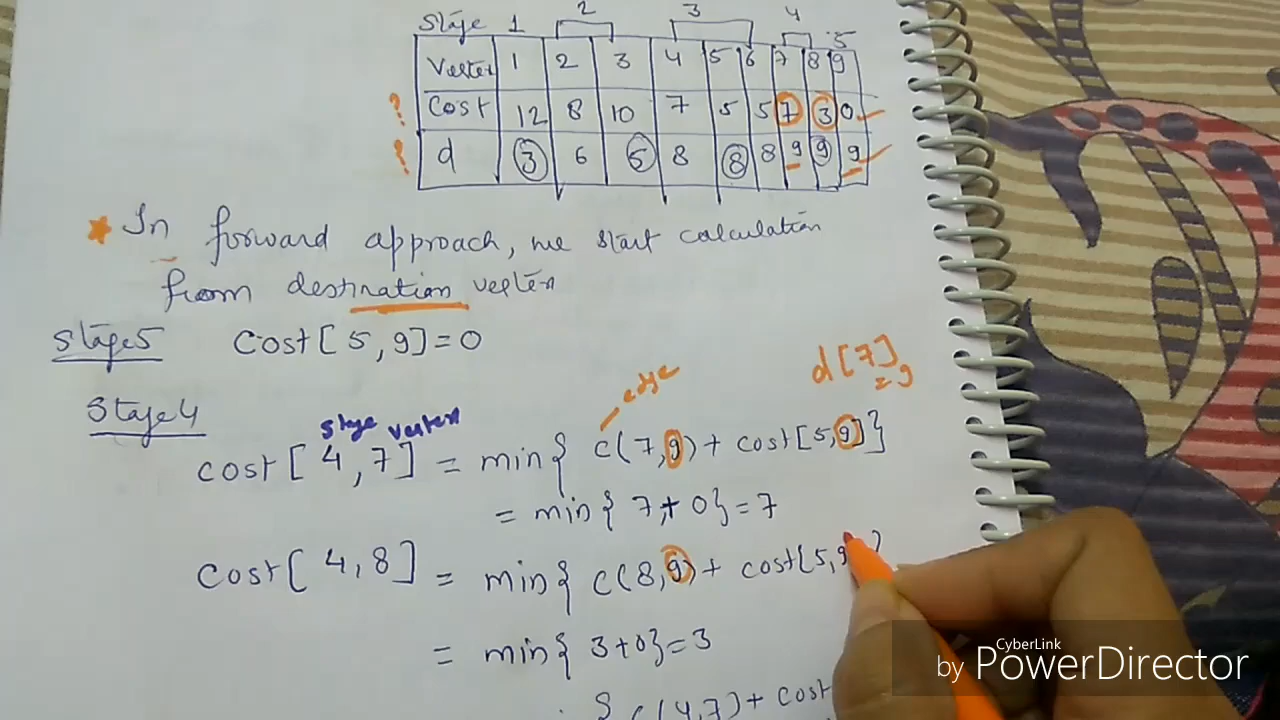 Stage 1 2 3 4 5
Vertex 1 2 3 4 5 6 7 8 9
? Cost 12 8 10 7 5 5 7 3 0
? d 3 6 5 8 8 8 9 9 9
* In forward approach, we start calculation
from destination vertex
Stage5 Cost[5,9]=0
edge d[7]
=9
Stage4
stage vertex
cost[4,7] = min{ c(7,9)+ cost[5,9]}
= min{ 7+0}=7
cost[4,8] = min{ c(8,9)+ cost[5,9
= min{ 3+0}=3
c(4,7)+ cost
CyberLink
by PowerDirector